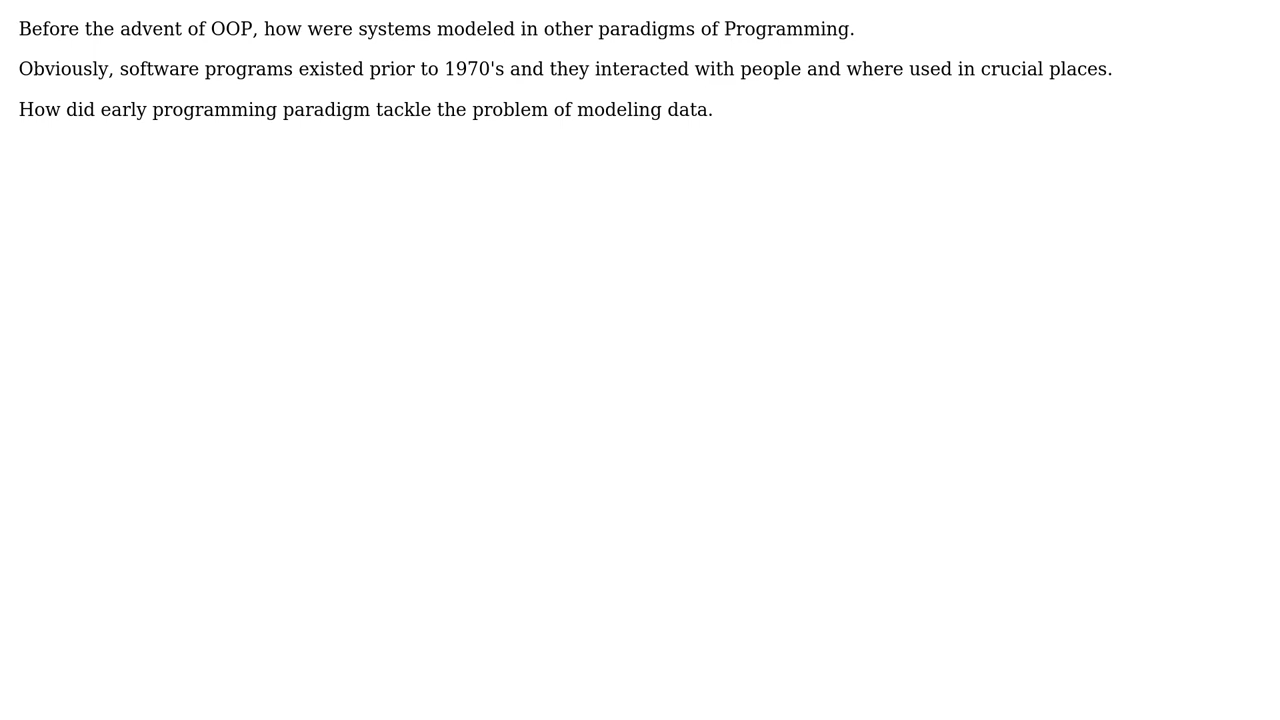 Before the advent of OOP, how were systems modeled in other paradigms of Programming.
Obviously, software programs existed prior to 1970's and they interacted with people and where used in crucial places.
How did early programming paradigm tackle the problem of modeling data.